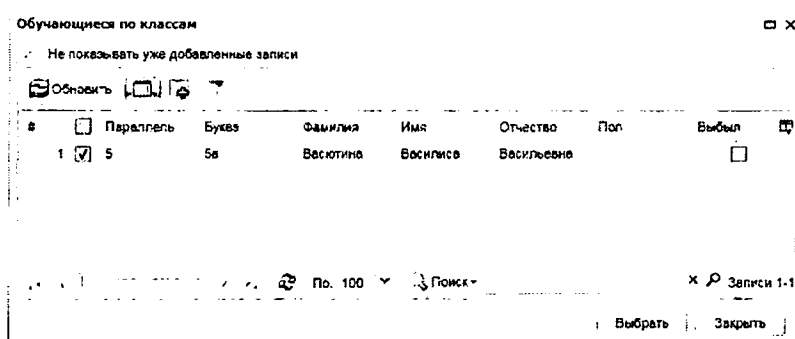 Обучающиеся по классам
Не показывать уже добавленные записи
Обновить
# Параллель Буква Фамилия Имя Отчество Пол Выбыл
1 5 5в Васютина Василиса Васильевна
По. 100 Поиск Записи 1-1
Выбрать Закрыть